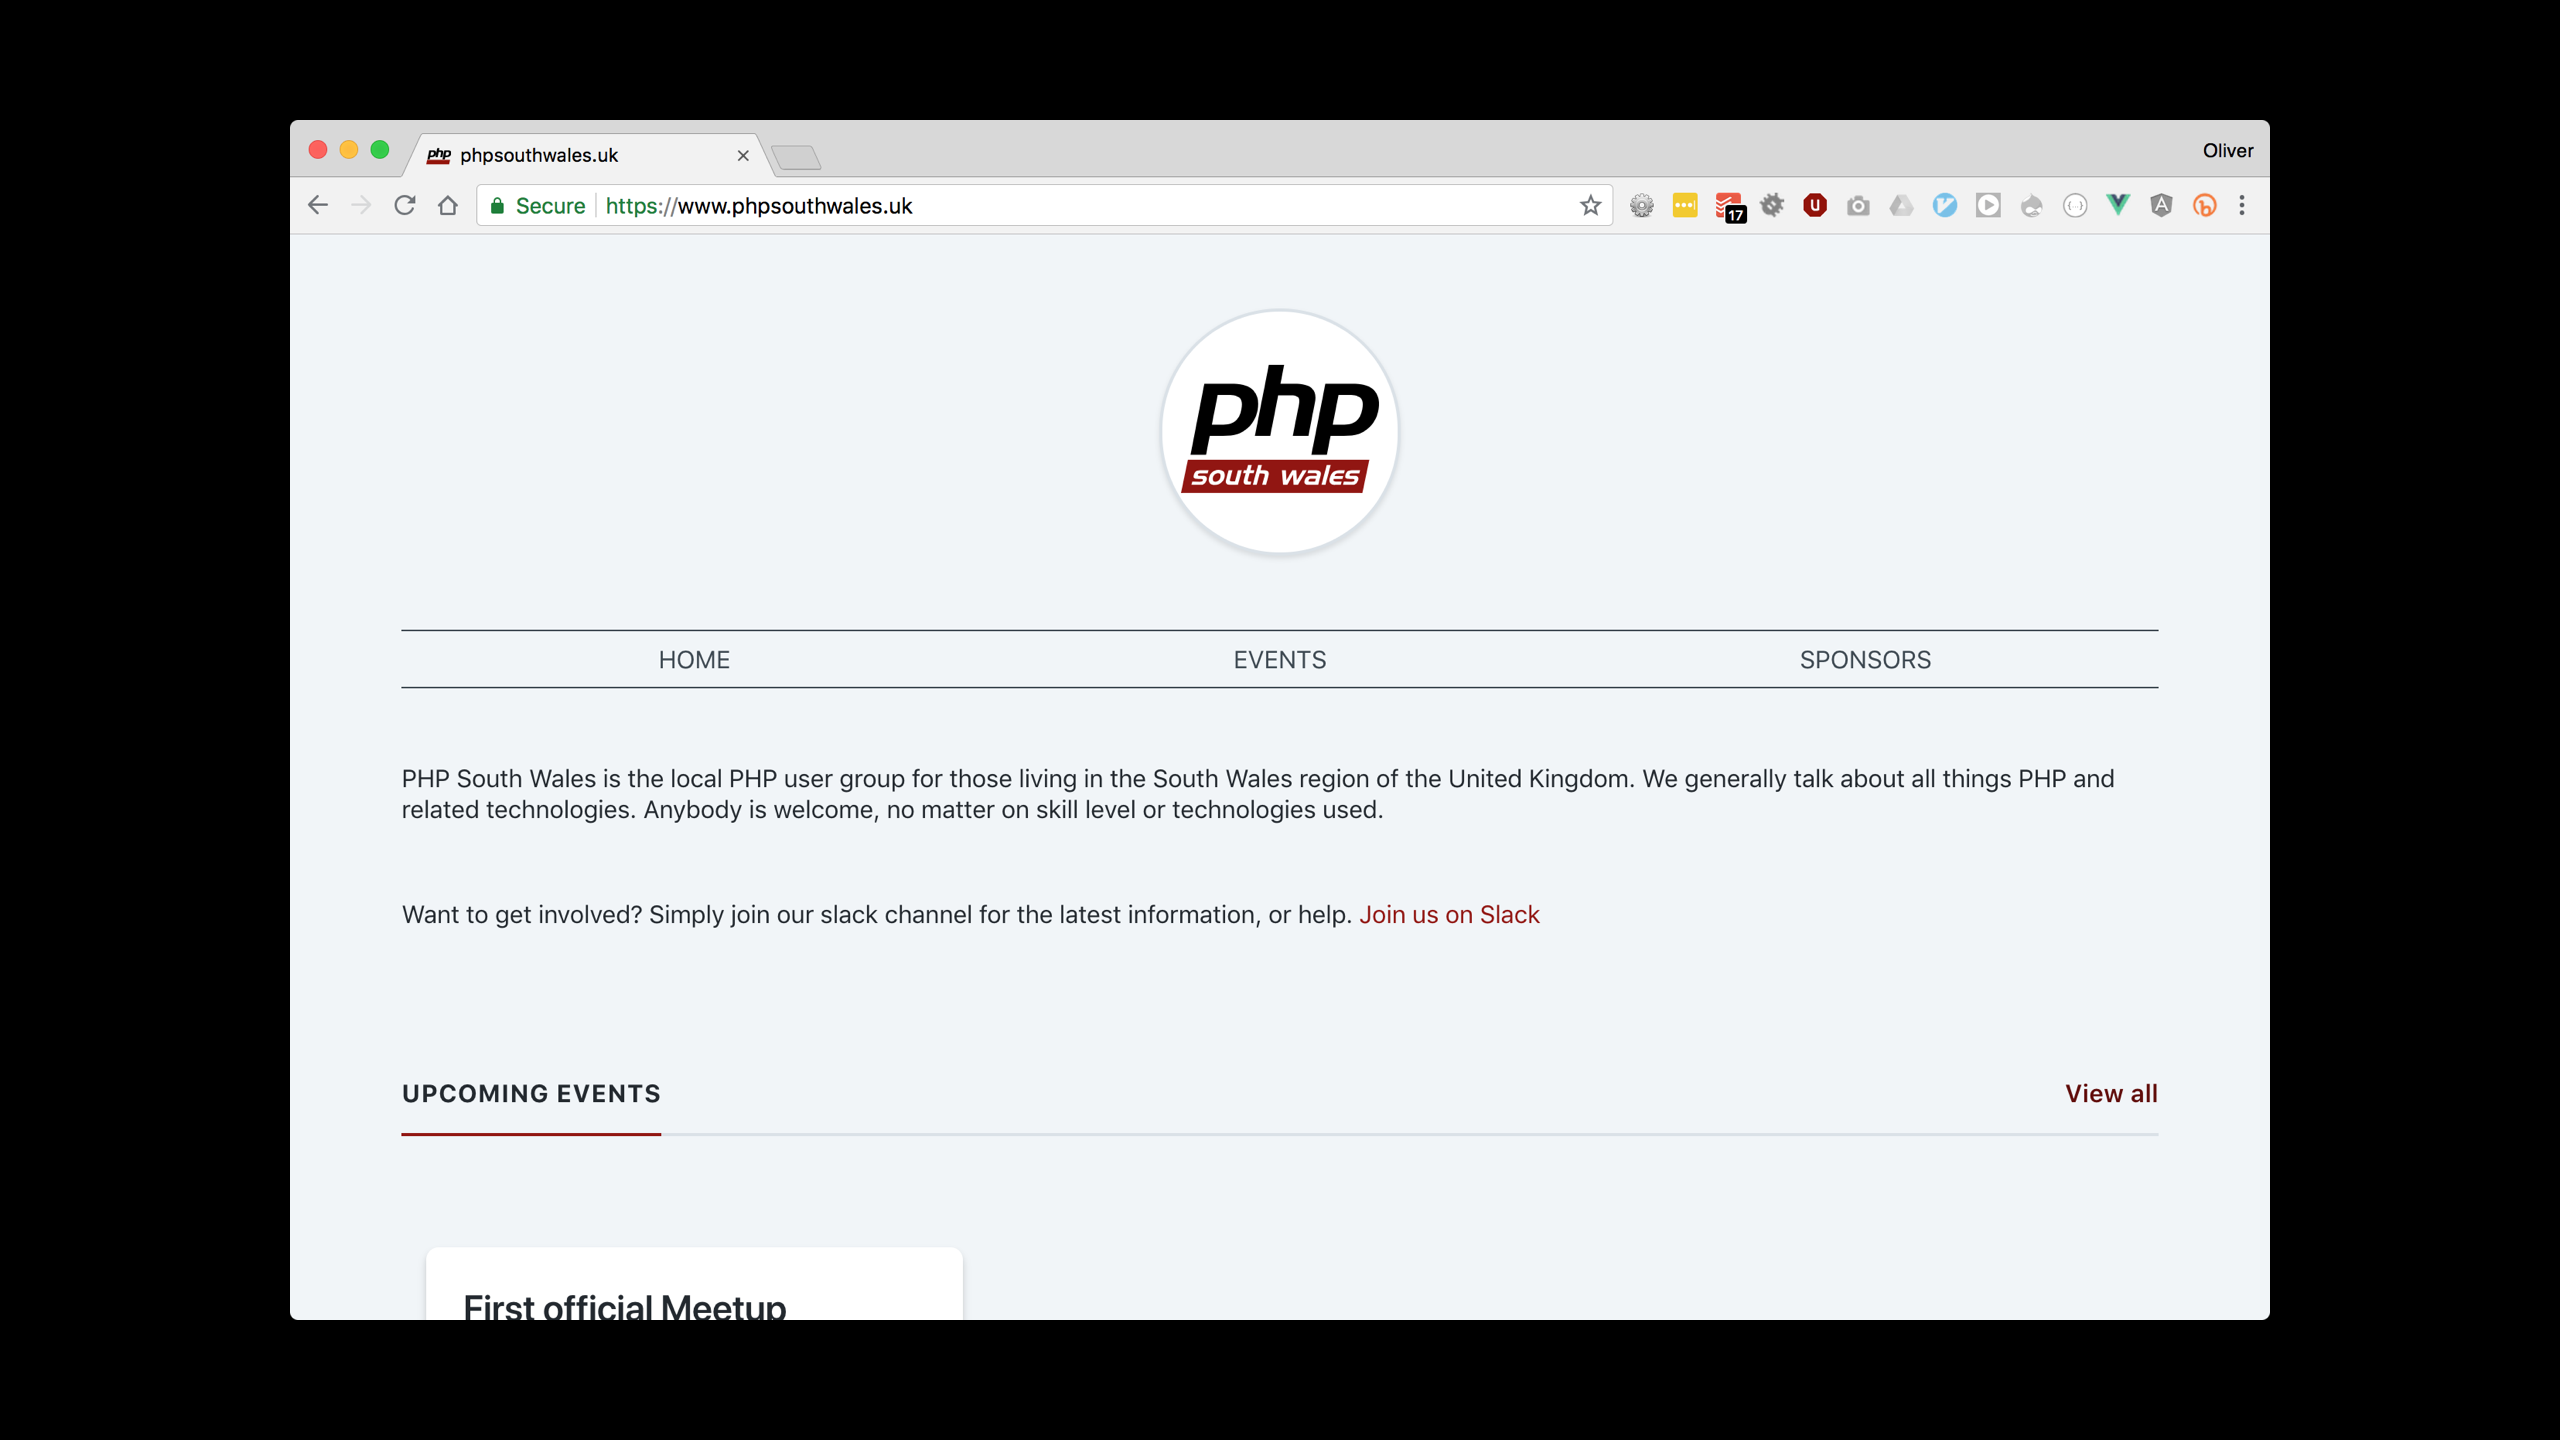 php phpsouthwales.uk
Oliver
Secure https://www.phpsouthwales.uk
17
php
south wales
HOME EVENTS SPONSORS
PHP South Wales is the local PHP user group for those living in the South Wales region of the United Kingdom. We generally talk about all things PHP and
related technologies. Anybody is welcome, no matter on skill level or technologies used.
Want to get involved? Simply join our slack channel for the latest information, or help. Join us on Slack
UPCOMING EVENTS View all
First official Meetup